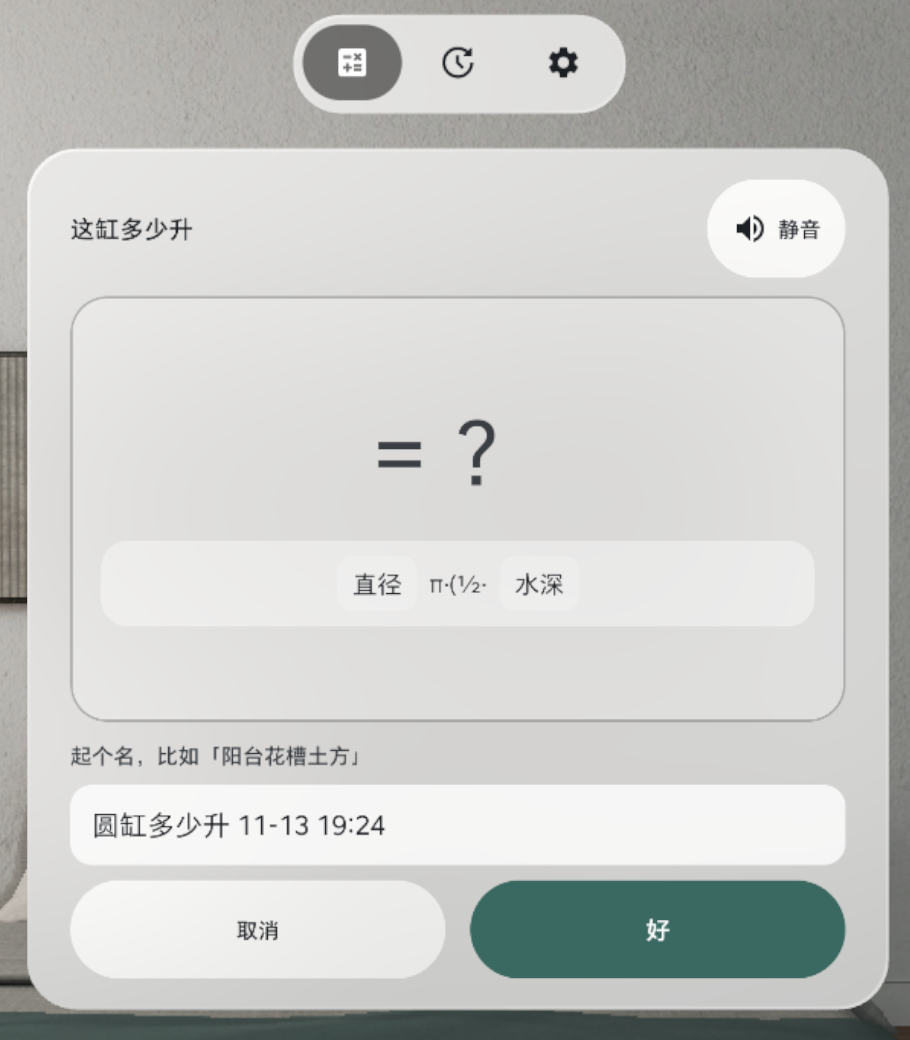 这缸多少升
静音
= ?
直径 π·(½· 水深
起个名，比如「阳台花槽土方」
圆缸多少升 11-13 19:24
取消
好